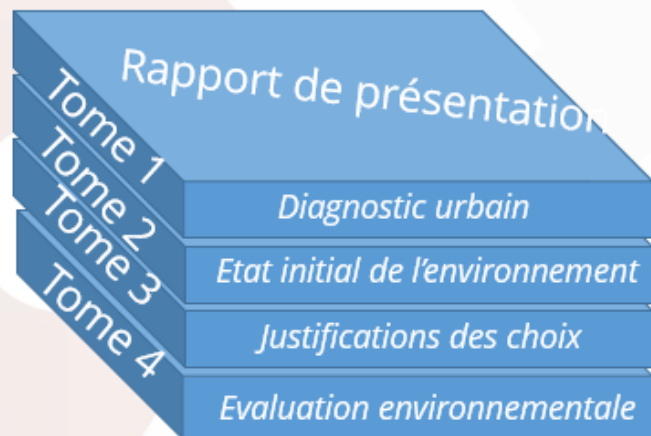 Rapport de présentation
Tome 1
Diagnostic urbain
Tome 2
Etat initial de l’environnement
Tome 3
Justifications des choix
Tome 4
Evaluation environnementale